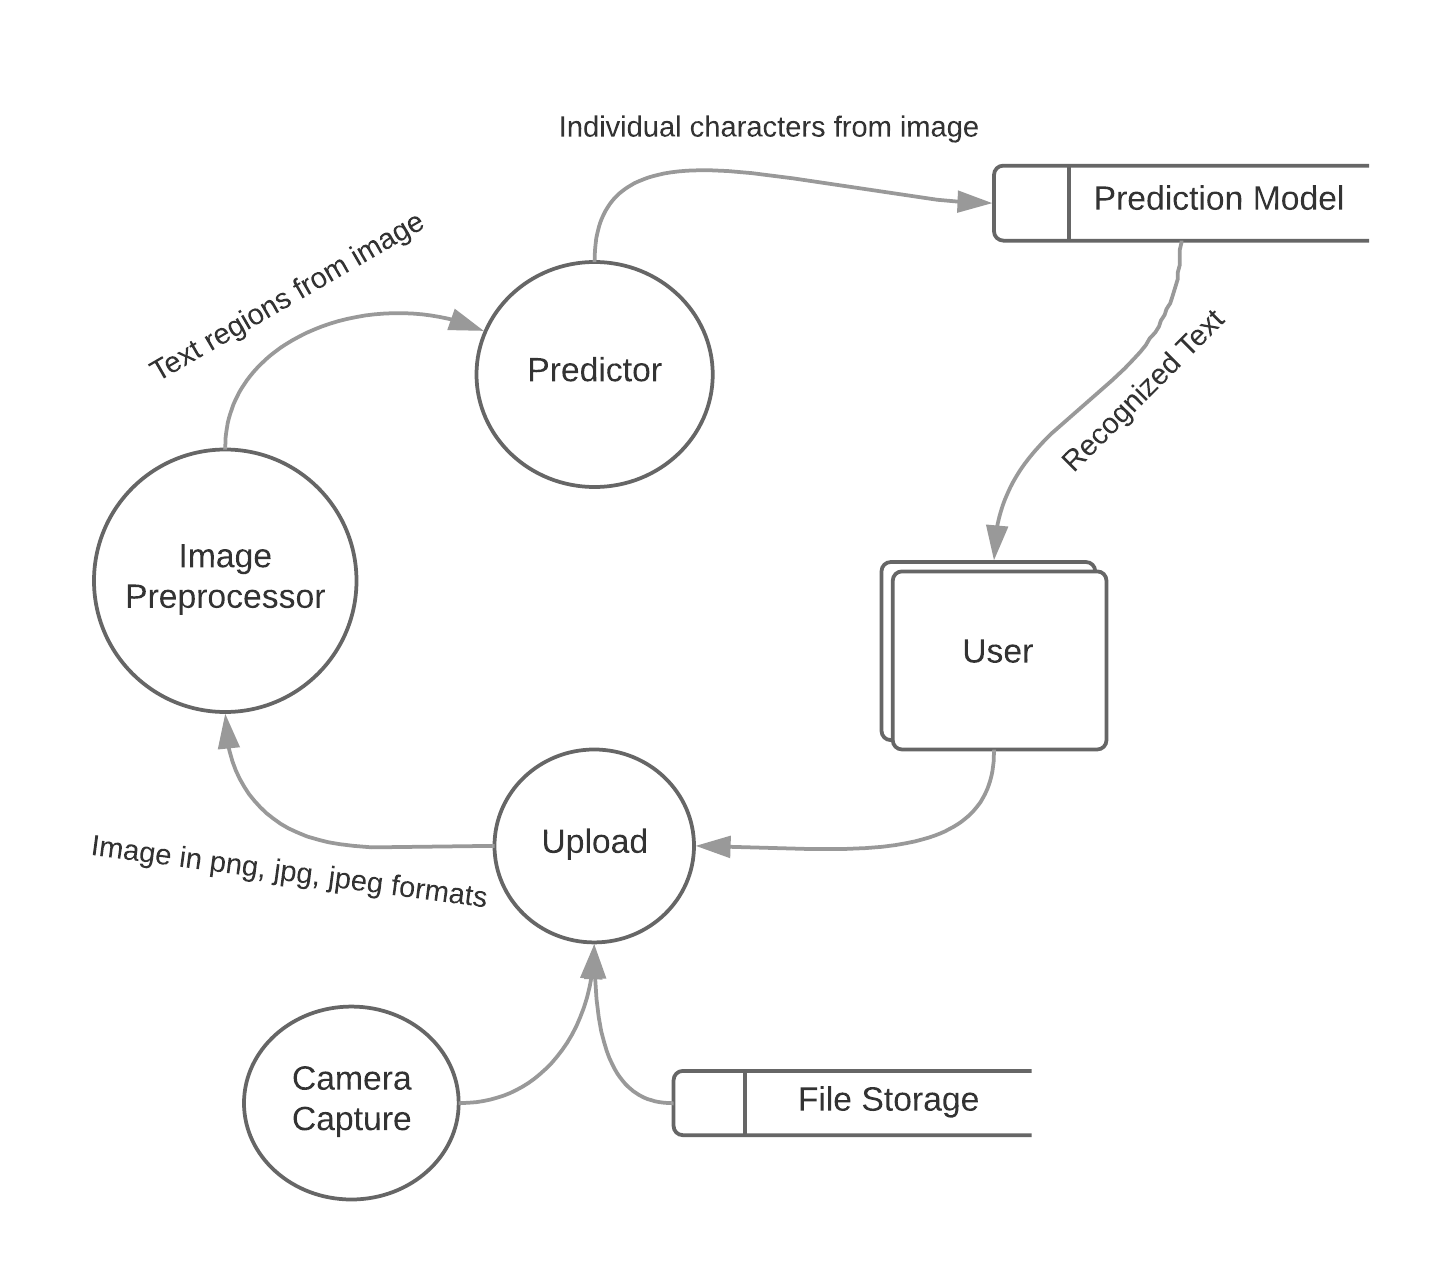 Individual characters from image
Prediction Model
Text regions from image
Predictor
Recognized Text
Image
Preprocessor
User
Upload
Image in png, jpg, jpeg formats
Camera
Capture
File Storage